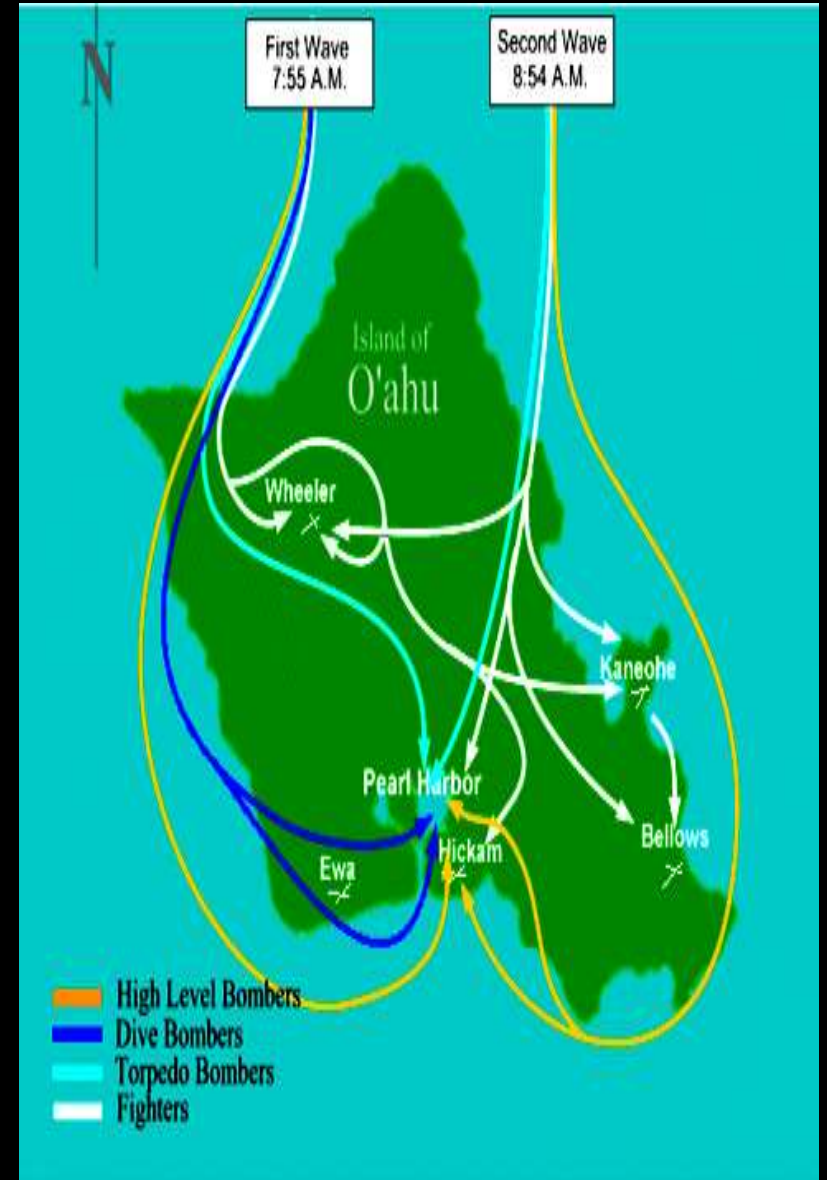 N
First Wave
7:55 A.M.
Second Wave
8:54 A.M.
Island of
O'ahu
Wheeler
Kaneohe
Pearl Harbor
Bellows
Hickam
Ewa
High Level Bombers
Dive Bombers
Torpedo Bombers
Fighters